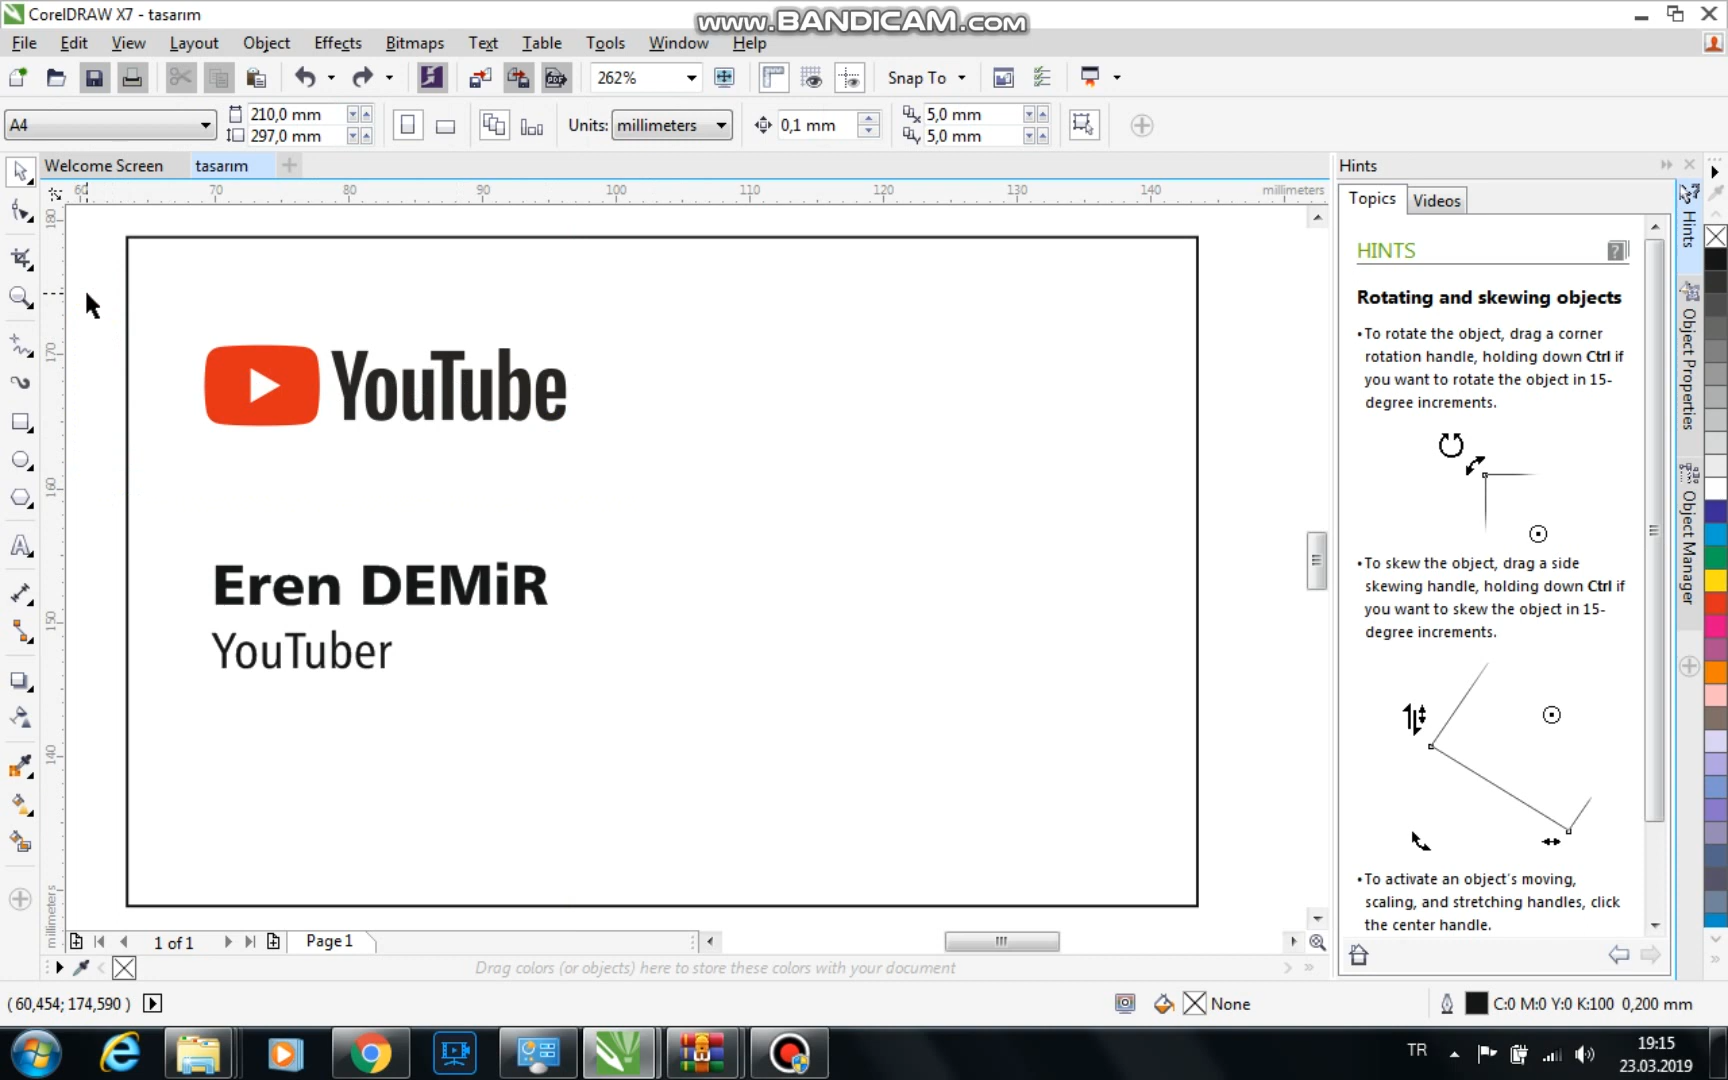 CorelDRAW X7 - tasarım
www.BANDICAM.com
File Edit View Layout Object Effects Bitmaps Text Table Tools Window Help
262% Snap To
A4 210,0 mm 297,0 mm Units: millimeters 0,1 mm 5,0 mm 5,0 mm
Welcome Screen tasarım
60 70 80 90 100 110 120 130 140 millimeters
180
170
160
150
140
millimeters
YouTube
Eren DEMiR
YouTuber
Hints
Topics Videos
HINTS
Rotating and skewing objects
•To rotate the object, drag a corner
rotation handle, holding down Ctrl if
you want to rotate the object in 15-
degree increments.
•To skew the object, drag a side
skewing handle, holding down Ctrl if
you want to skew the object in 15-
degree increments.
•To activate an object's moving,
scaling, and stretching handles, click
the center handle.
Hints
Object Properties
Object Manager
1 of 1 Page1
Drag colors (or objects) here to store these colors with your document
( 60,454; 174,590 ) None C:0 M:0 Y:0 K:100 0,200 mm
TR 19:15
23.03.2019